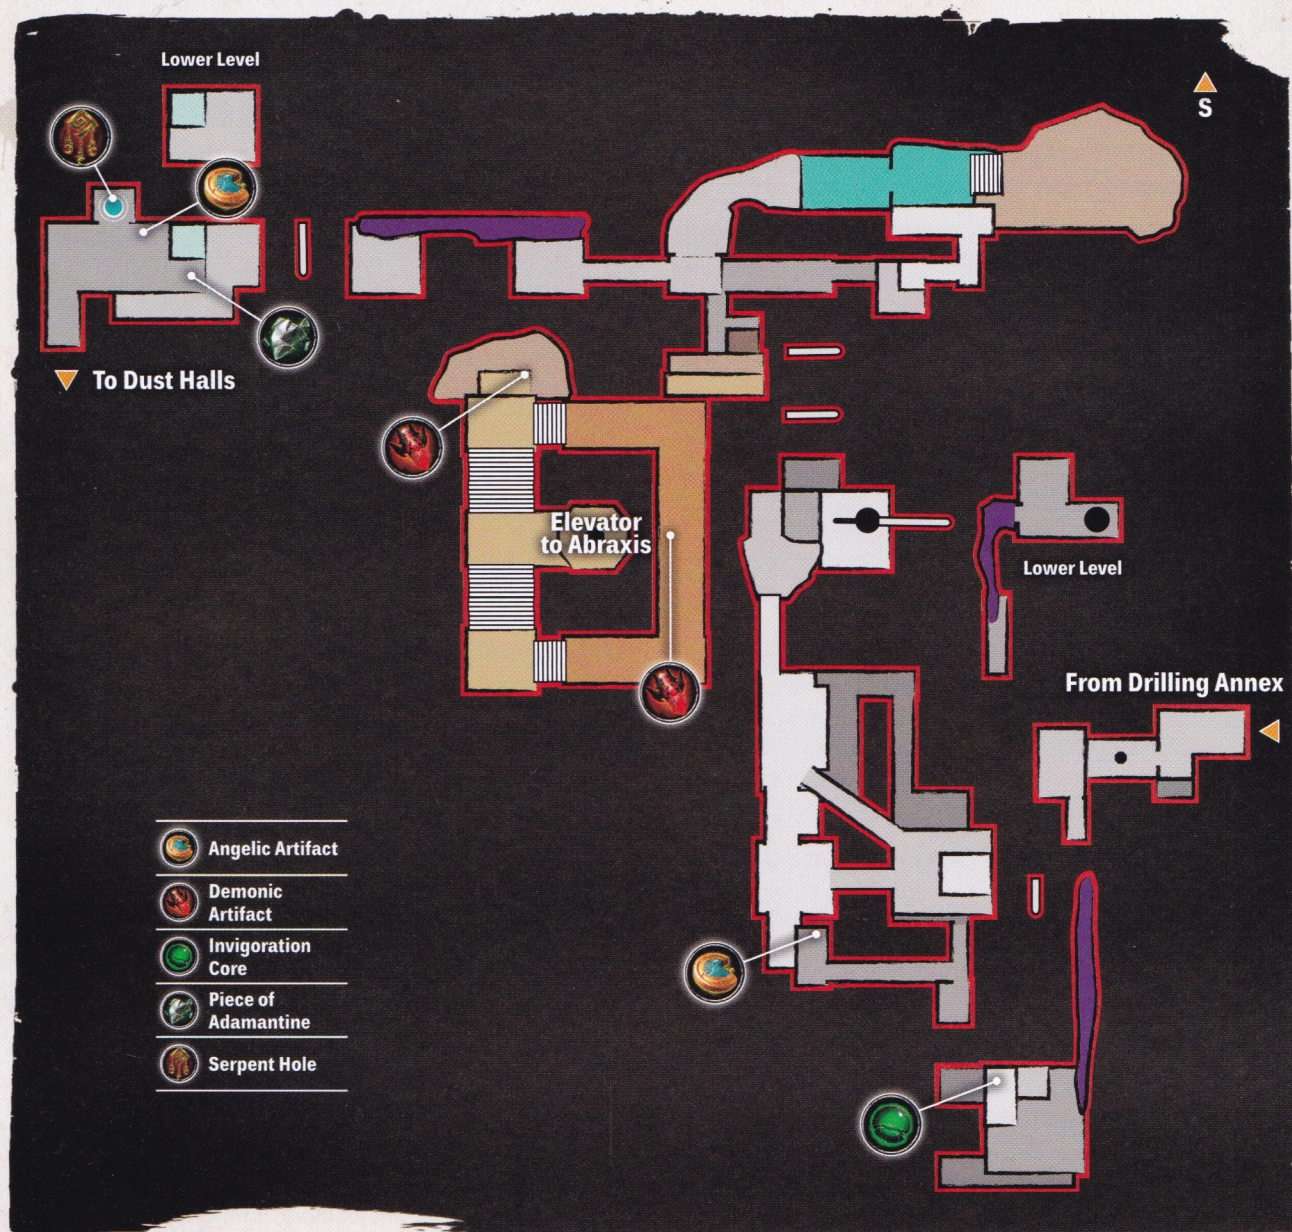 Lower Level
S
To Dust Halls
Elevator
to Abraxis
Lower Level
From Drilling Annex
Angelic Artifact
Demonic
Artifact
Invigoration
Core
Piece of
Adamantine
Serpent Hole